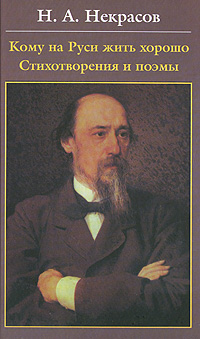 Н. А. Некрасов
Кому на Руси жить хорошо
Стихотворения и поэмы